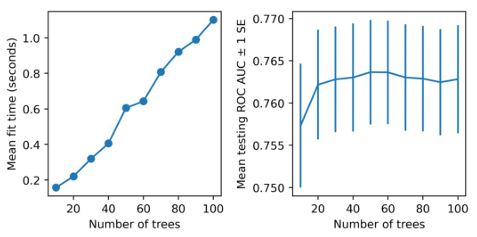 Mean fit time (seconds)
1.0
0.8
0.6
0.4
0.2
20 40 60 80 100
Number of trees
Mean testing ROC AUC ± 1 SE
0.770
0.765
0.760
0.755
0.750
20 40 60 80 100
Number of trees